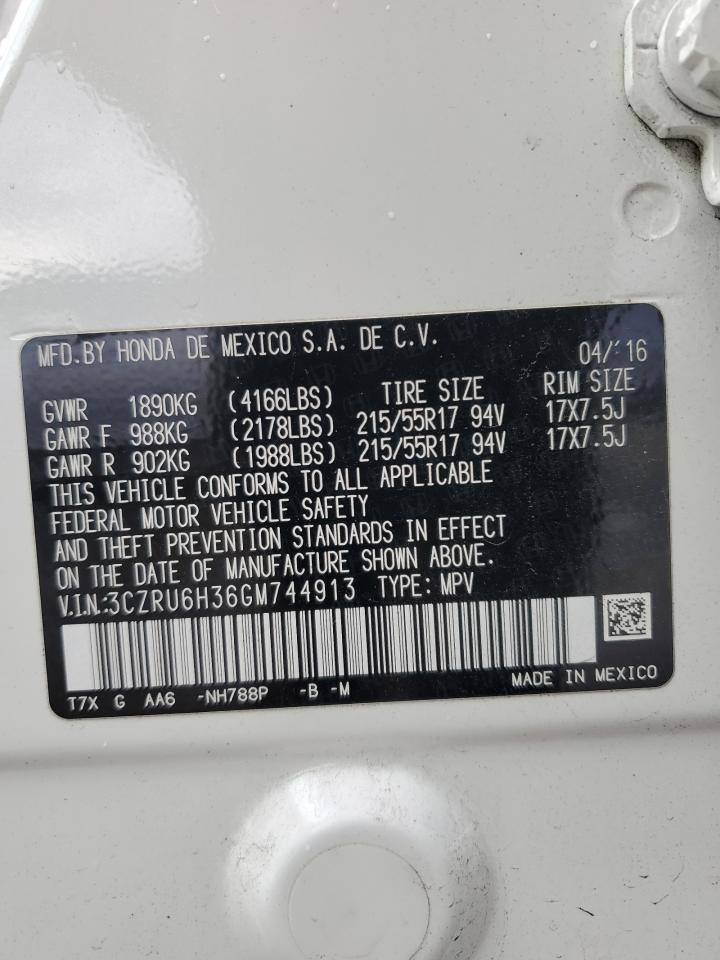 MFD.BY HONDA DE MEXICO S.A. DE C.V. 04/16
GVWR 1890KG (4166LBS) TIRE SIZE RIM SIZE
GAWR F 988KG (2178LBS) 215/55R17 94V 17X7.5J
GAWR R 902KG (1988LBS) 215/55R17 94V 17X7.5J
THIS VEHICLE CONFORMS TO ALL APPLICABLE
FEDERAL MOTOR VEHICLE SAFETY
AND THEFT PREVENTION STANDARDS IN EFFECT
ON THE DATE OF MANUFACTURE SHOWN ABOVE.
V.I.N:3CZRU6H36GM744913 TYPE: MPV
T7X G AA6 -NH788P -B -M MADE IN MEXICO